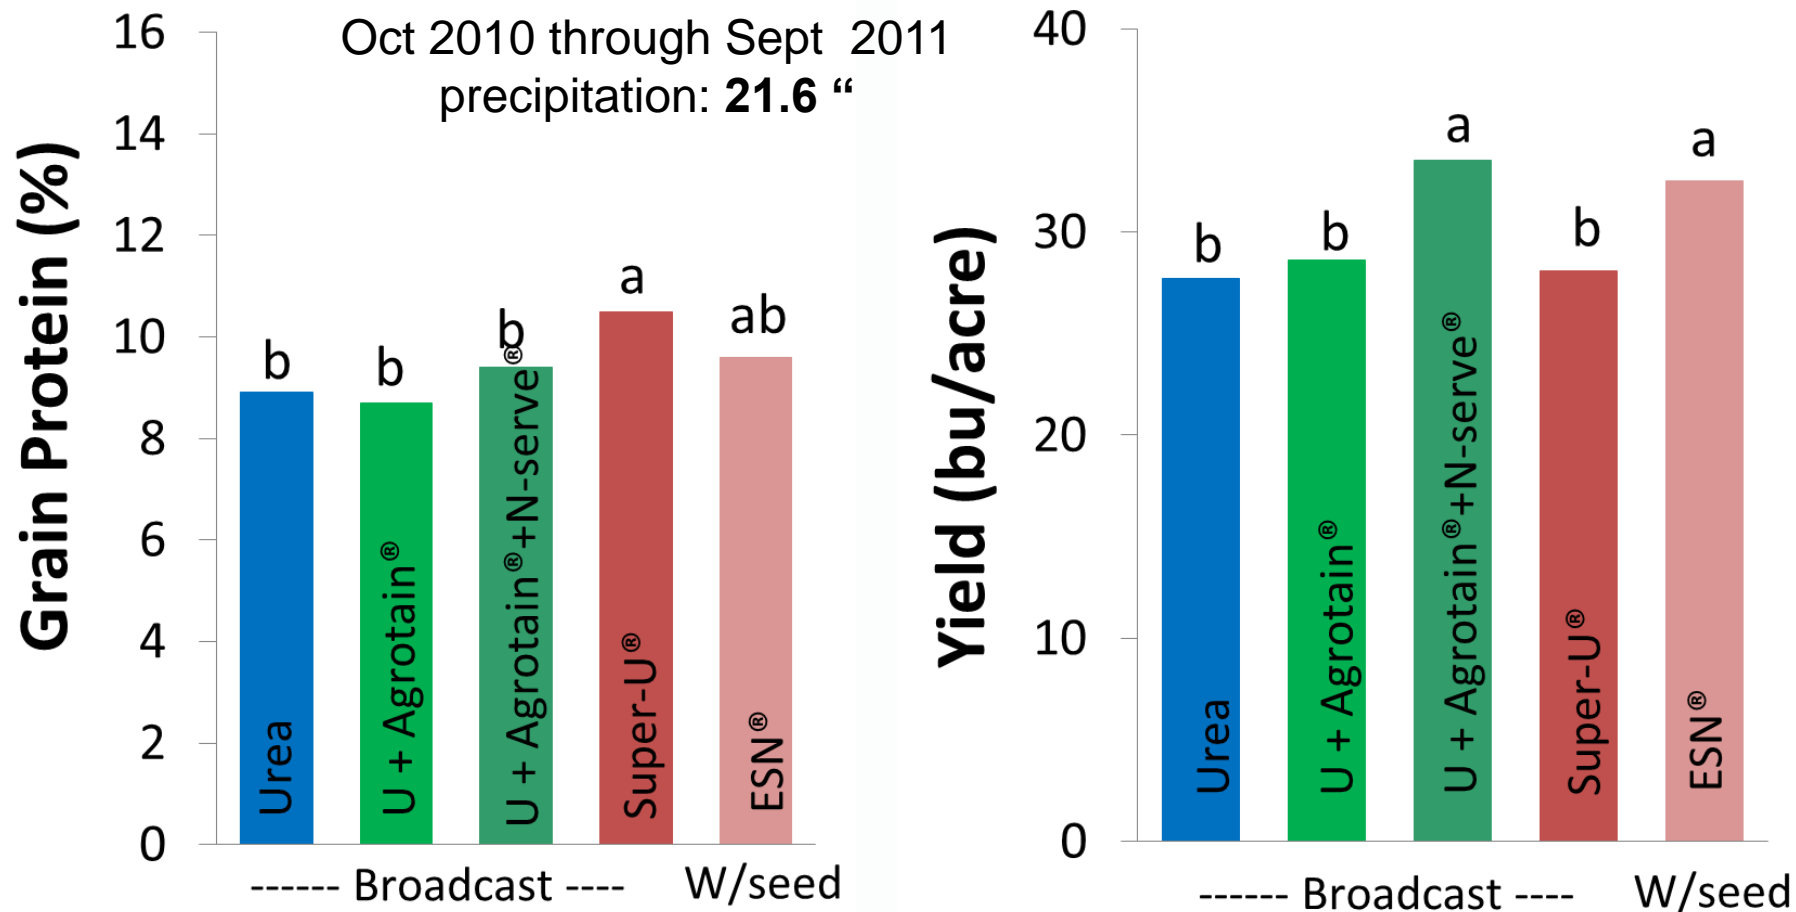 Oct 2010 through Sept  2011
precipitation: 21.6 “
Grain Protein (%)
16
14
12
10
8
6
4
2
0
b
b
b
a
ab
Urea
U + Agrotain®
U + Agrotain®+N-serve®
Super-U®
ESN®
------ Broadcast ----
W/seed
Yield (bu/acre)
40
30
20
10
0
b
b
a
b
a
Urea
U + Agrotain®
U + Agrotain®+N-serve®
Super-U®
ESN®
------ Broadcast ----
W/seed